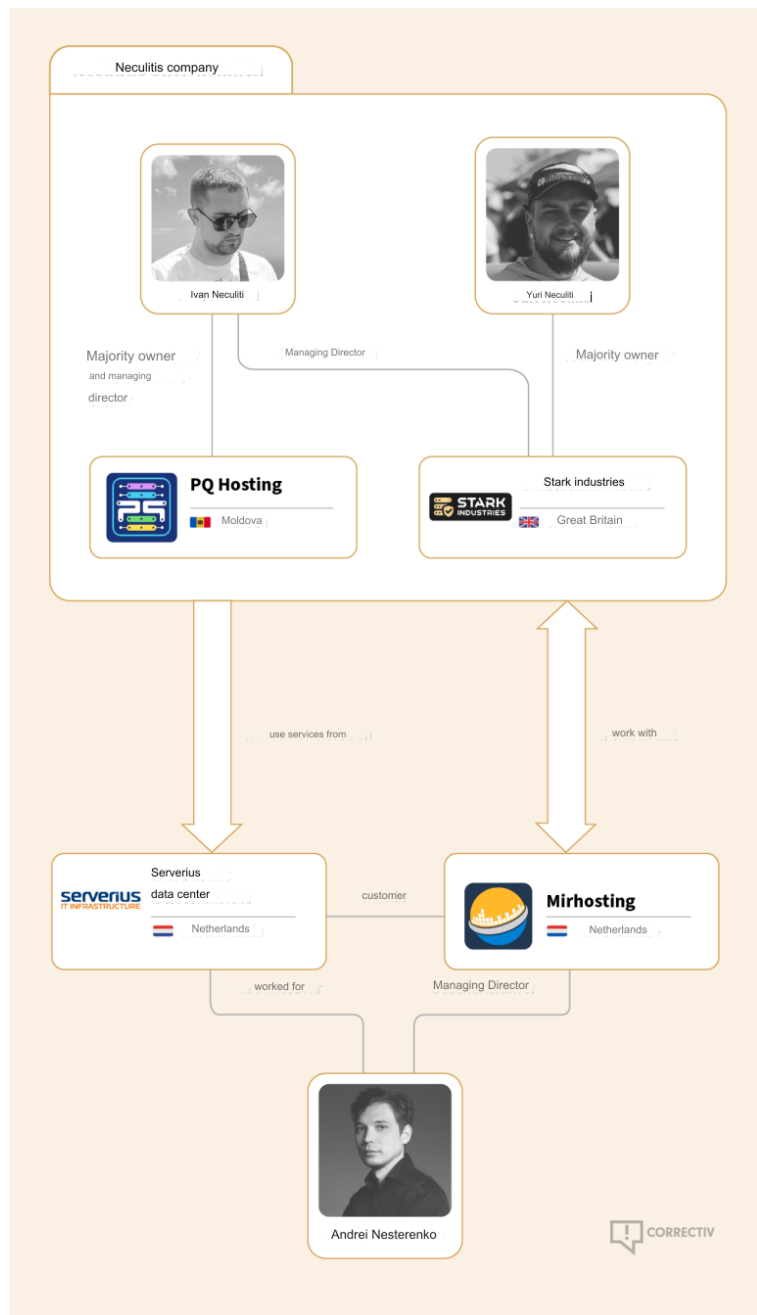 Neculitis company
Ivan Neculiti
Yuri Neculiti
Majority owner
and managing
director
Managing Director
Majority owner
PQ Hosting
Moldova
STARK
INDUSTRIES
Stark industries
Great Britain
use services from
work with
serverius
IT INFRASTRUCTURE
Serverius
data center
Netherlands
customer
Mirhosting
Netherlands
worked for
Managing Director
Andrei Nesterenko
CORRECTIV